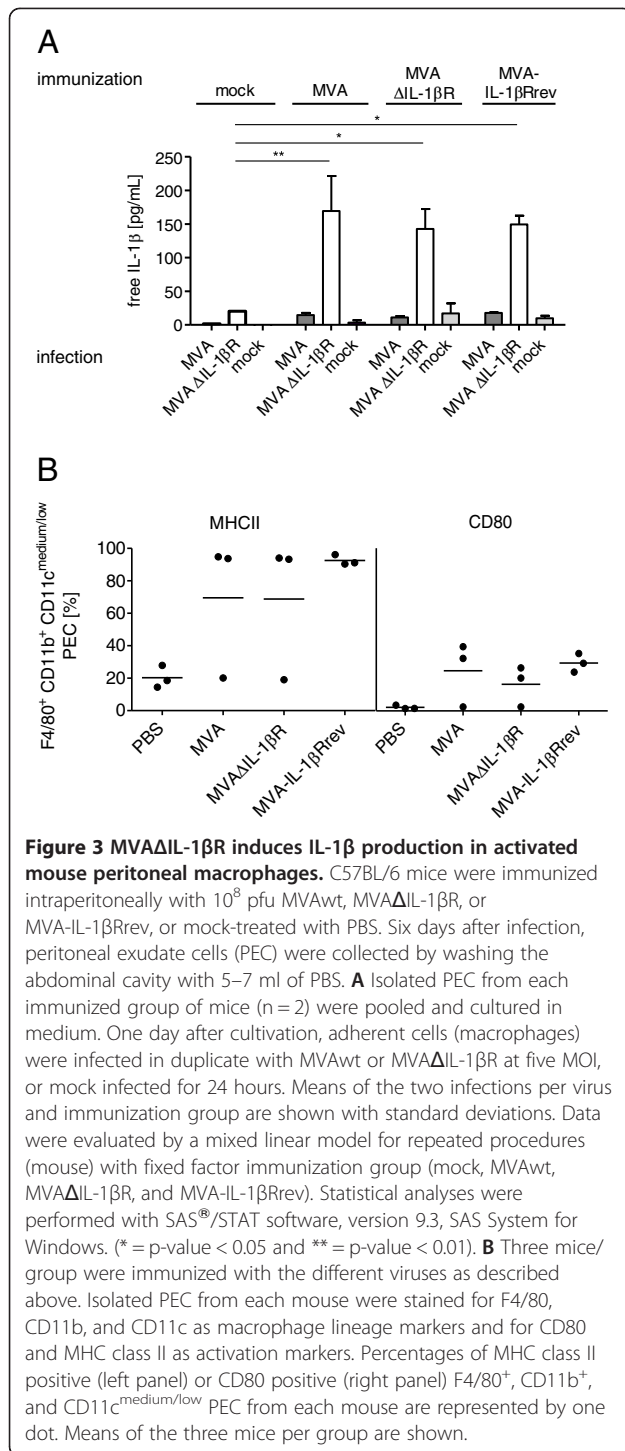 A
immunization
mock
MVA
MVA ΔIL-1βR
MVA-IL-1βRrev
*
*
**
free IL-1β [pg/mL]
250
200
150
100
50
0
infection
MVA
MVA ΔIL-1βR
mock
MVA
MVA ΔIL-1βR
mock
MVA
MVA ΔIL-1βR
mock
MVA
MVA ΔIL-1βR
mock
B
MHCII
CD80
F4/80⁺ CD11b⁺ CD11c^medium/low
PEC [%]
100
80
60
40
20
0
PBS
MVA
MVAΔIL-1βR
MVA-IL-1βRrev
PBS
MVA
MVAΔIL-1βR
MVA-IL-1βRrev
Figure 3 MVAΔIL-1βR induces IL-1β production in activated
mouse peritoneal macrophages. C57BL/6 mice were immunized
intraperitoneally with 10⁸ pfu MVAwt, MVAΔIL-1βR, or
MVA-IL-1βRrev, or mock-treated with PBS. Six days after infection,
peritoneal exudate cells (PEC) were collected by washing the
abdominal cavity with 5–7 ml of PBS. A Isolated PEC from each
immunized group of mice (n = 2) were pooled and cultured in
medium. One day after cultivation, adherent cells (macrophages)
were infected in duplicate with MVAwt or MVAΔIL-1βR at five MOI,
or mock infected for 24 hours. Means of the two infections per virus
and immunization group are shown with standard deviations. Data
were evaluated by a mixed linear model for repeated procedures
(mouse) with fixed factor immunization group (mock, MVAwt,
MVAΔIL-1βR, and MVA-IL-1βRrev). Statistical analyses were
performed with SAS®/STAT software, version 9.3, SAS System for
Windows. (* = p-value < 0.05 and ** = p-value < 0.01). B Three mice/
group were immunized with the different viruses as described
above. Isolated PEC from each mouse were stained for F4/80,
CD11b, and CD11c as macrophage lineage markers and for CD80
and MHC class II as activation markers. Percentages of MHC class II
positive (left panel) or CD80 positive (right panel) F4/80⁺, CD11b⁺,
and CD11c^medium/low PEC from each mouse are represented by one
dot. Means of the three mice per group are shown.